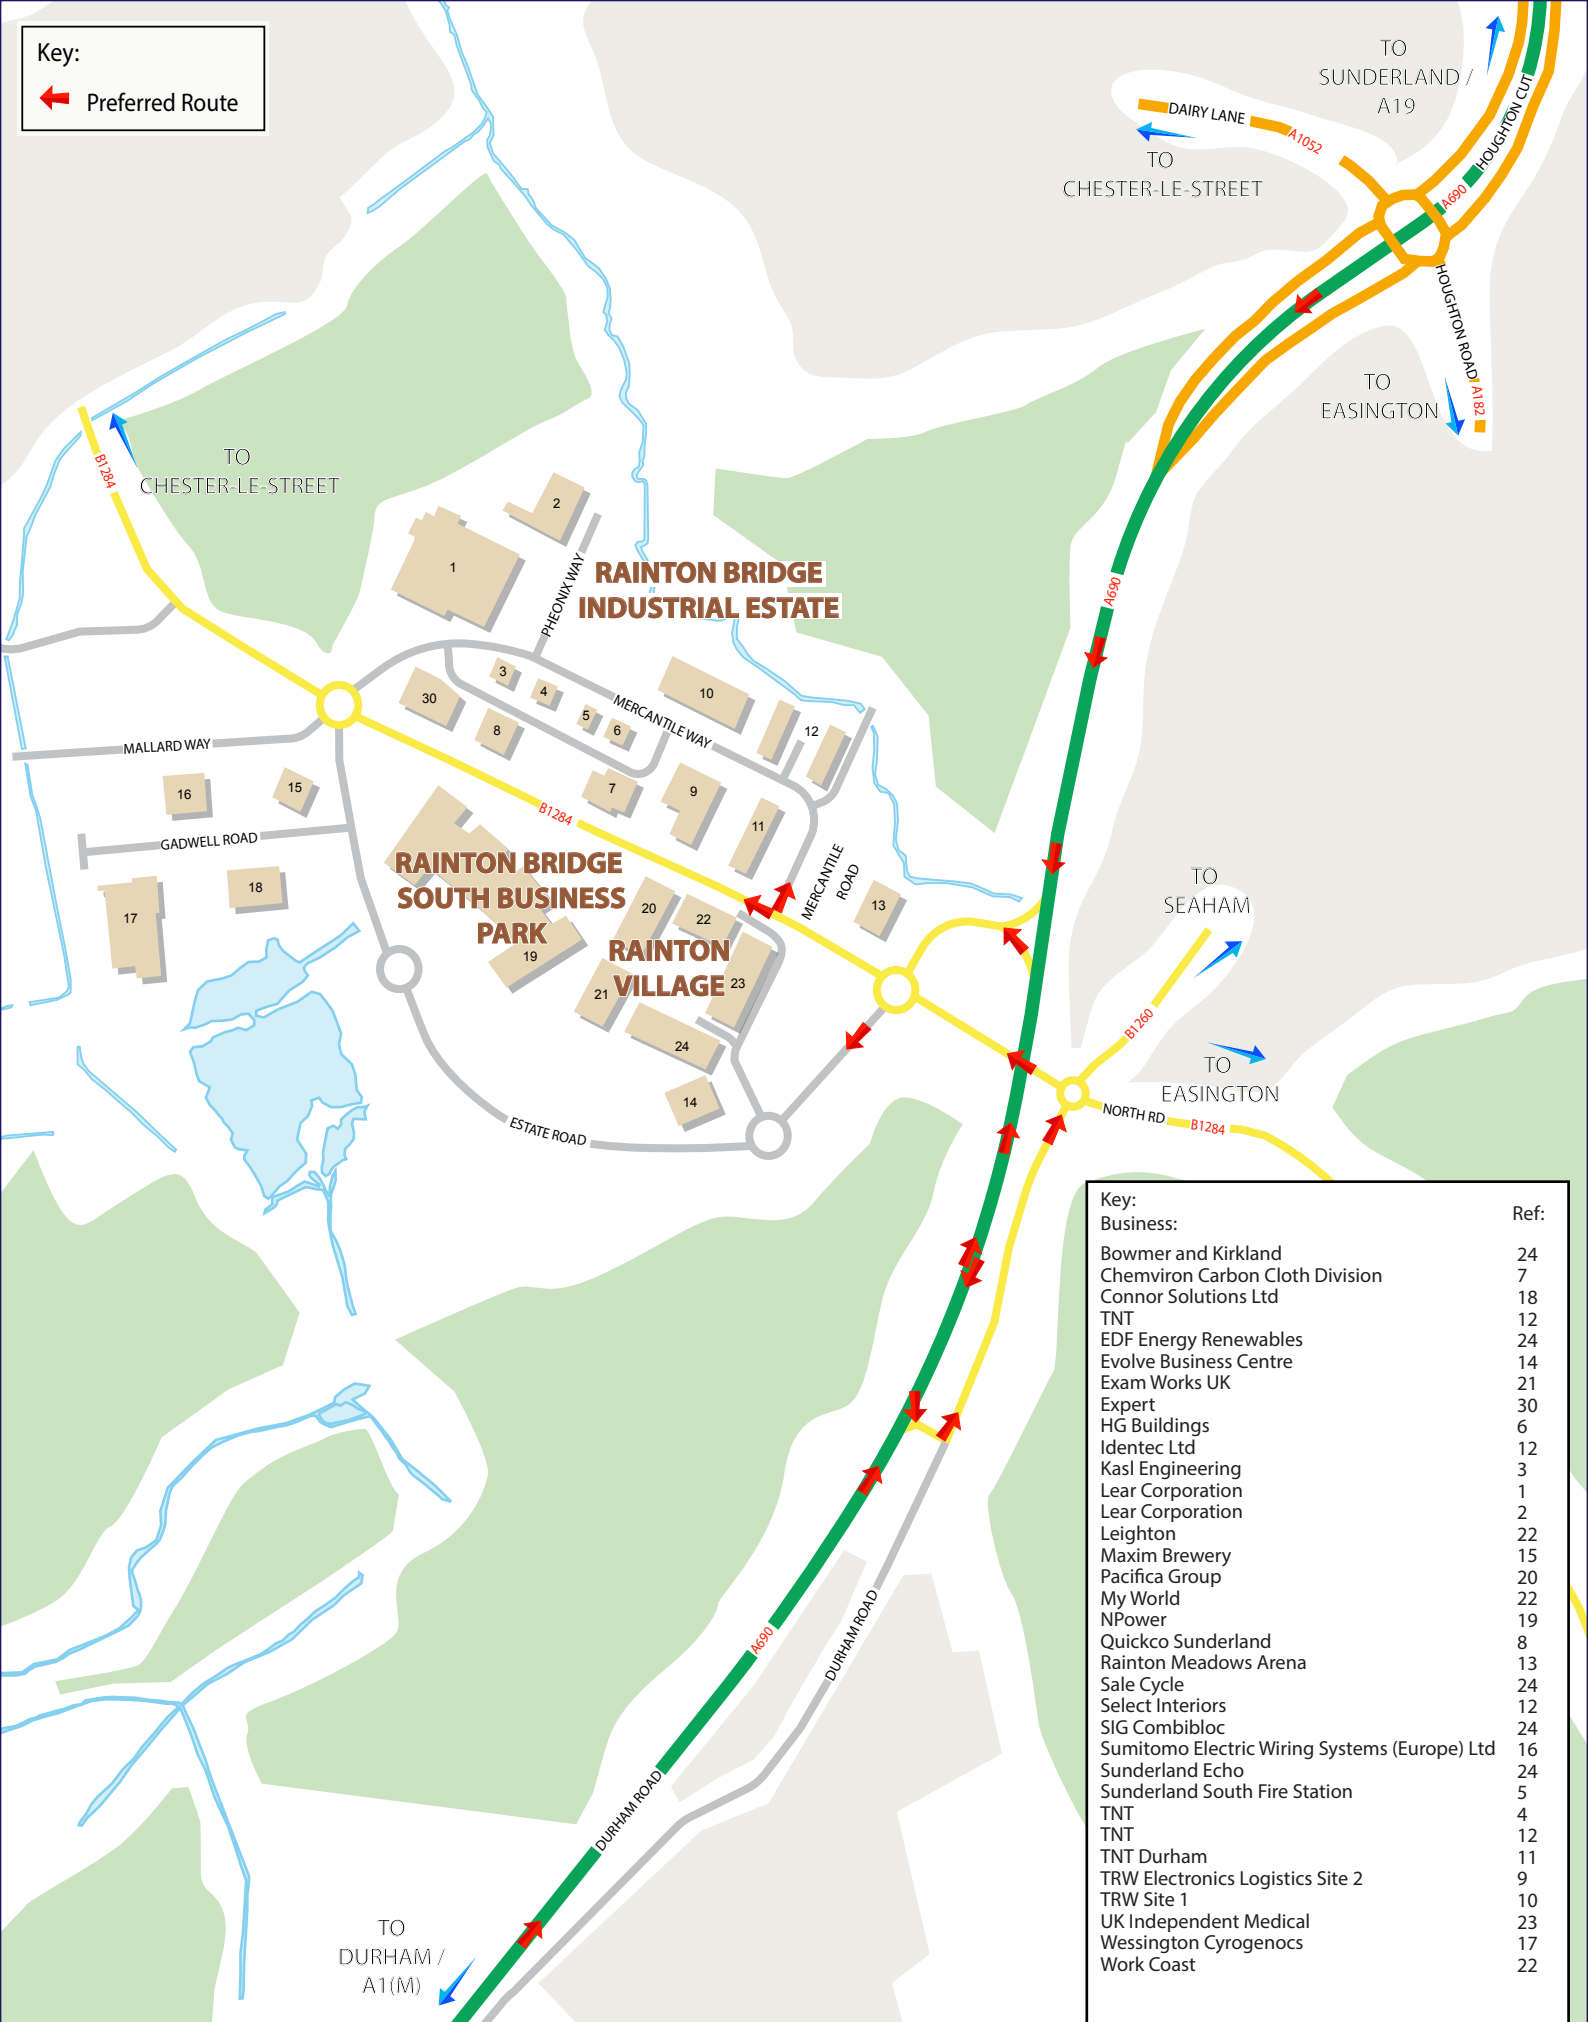 Key:
Preferred Route
TO
SUNDERLAND /
A19
HOUGHTON CUT
DAIRY LANE
A1052
TO
CHESTER-LE-STREET
A690
HOUGHTON ROAD
A182
TO
EASINGTON
B1284
TO
CHESTER-LE-STREET
2
1
PHEONIX WAY
RAINTON BRIDGE
INDUSTRIAL ESTATE
A690
3
4
5
6
30
8
10
12
MERCANTILE WAY
MALLARD WAY
16
15
7
9
11
B1284
GADWELL ROAD
MERCANTILE
ROAD
RAINTON BRIDGE
SOUTH BUSINESS
PARK
18
17
20
22
13
TO
SEAHAM
RAINTON
VILLAGE
19
21
23
24
B1260
TO
EASINGTON
14
NORTH RD
B1284
ESTATE ROAD
A690
DURHAM ROAD
DURHAM ROAD
TO
DURHAM /
A1(M)
Key:
Business: Ref:
Bowmer and Kirkland 24
Chemviron Carbon Cloth Division 7
Connor Solutions Ltd 18
TNT 12
EDF Energy Renewables 24
Evolve Business Centre 14
Exam Works UK 21
Expert 30
HG Buildings 6
Identec Ltd 12
Kasl Engineering 3
Lear Corporation 1
Lear Corporation 2
Leighton 22
Maxim Brewery 15
Pacifica Group 20
My World 22
NPower 19
Quickco Sunderland 8
Rainton Meadows Arena 13
Sale Cycle 24
Select Interiors 12
SIG Combibloc 24
Sumitomo Electric Wiring Systems (Europe) Ltd 16
Sunderland Echo 24
Sunderland South Fire Station 5
TNT 4
TNT 12
TNT Durham 11
TRW Electronics Logistics Site 2 9
TRW Site 1 10
UK Independent Medical 23
Wessington Cyrogenocs 17
Work Coast 22